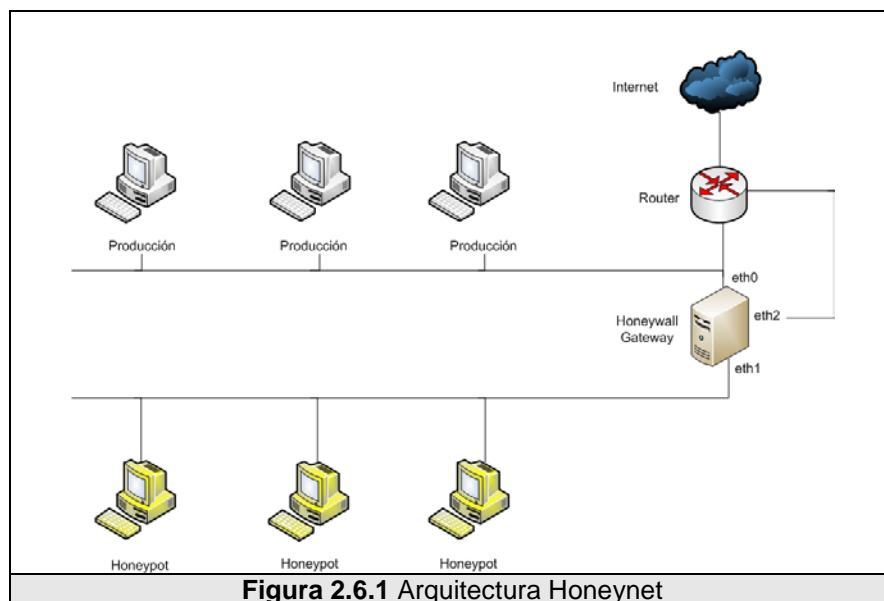 Internet
Router
Producción
Producción
Producción
eth0
Honeywall
Gateway
eth2
eth1
Honeypot
Honeypot
Honeypot
Figura 2.6.1 Arquitectura Honeynet